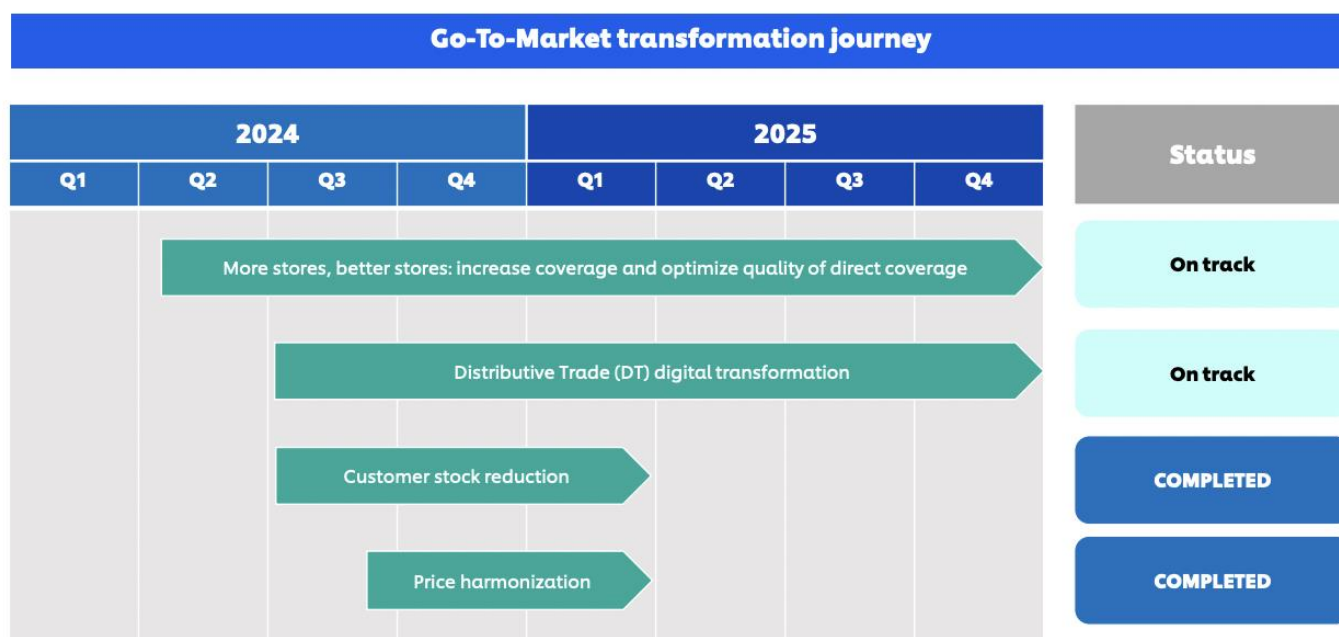 Go-To-Market transformation journey
2024
2025
Status
Q1
Q2
Q3
Q4
Q1
Q2
Q3
Q4
More stores, better stores: increase coverage and optimize quality of direct coverage
On track
Distributive Trade (DT) digital transformation
On track
Customer stock reduction
COMPLETED
Price harmonization
COMPLETED